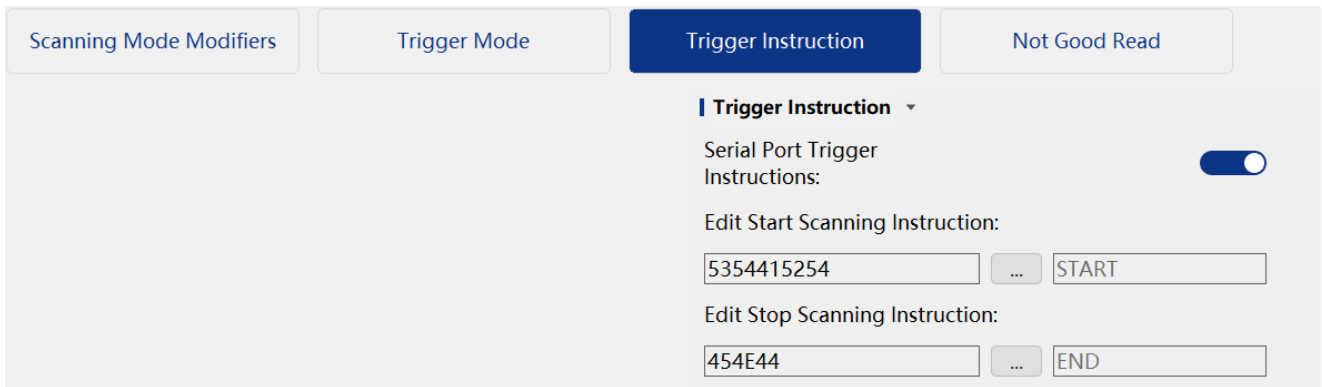 Scanning Mode Modifiers
Trigger Mode
Trigger Instruction
Not Good Read
Trigger Instruction
Serial Port Trigger
Instructions:
Edit Start Scanning Instruction:
5354415254 ... START
Edit Stop Scanning Instruction:
454E44 ... END